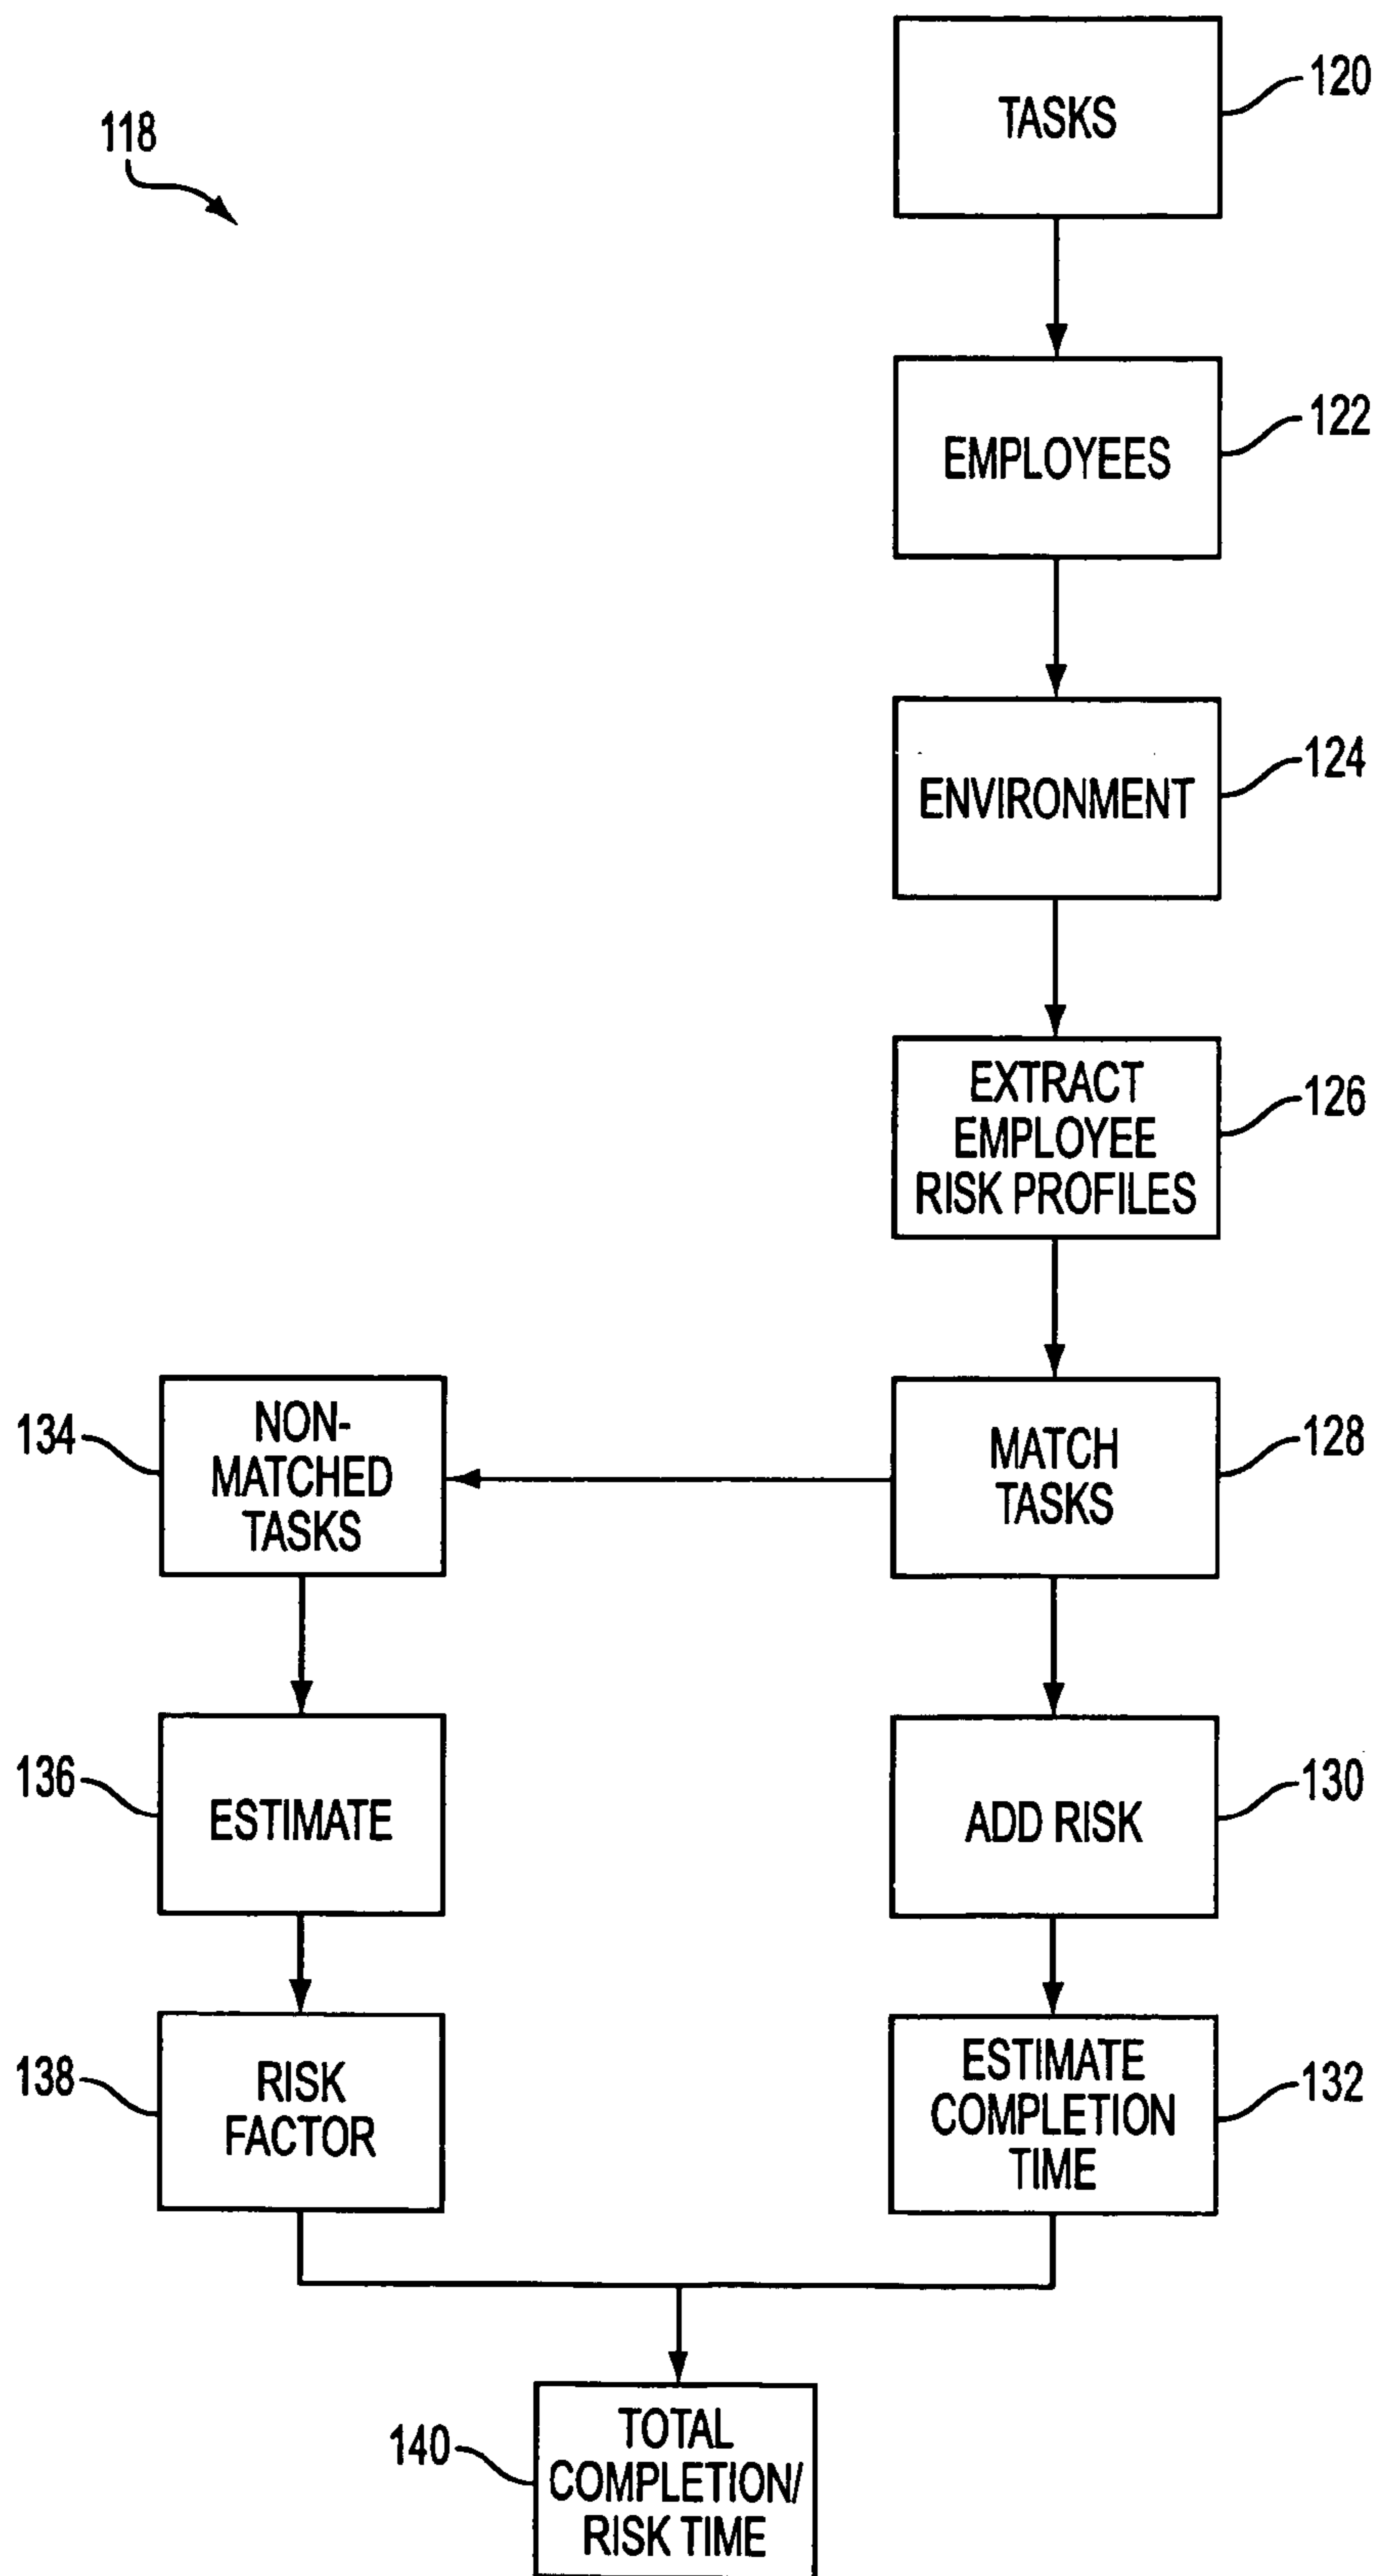 TASKS
120
118
EMPLOYEES
122
ENVIRONMENT
124
EXTRACT
EMPLOYEE
RISK PROFILES
126
134
NON-
MATCHED
TASKS
MATCH
TASKS
128
136
ESTIMATE
ADD RISK
130
138
RISK
FACTOR
ESTIMATE
COMPLETION
TIME
132
140
TOTAL
COMPLETION/
RISK TIME